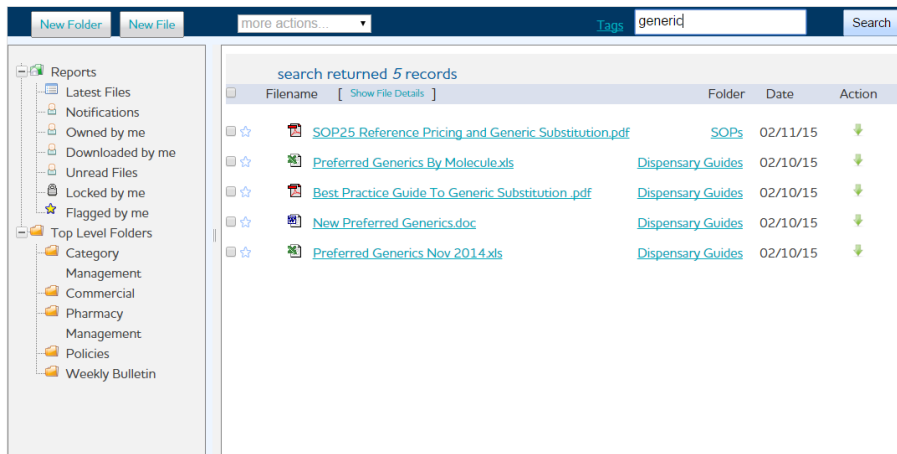 New Folder New File more actions... Tags generic Search
Reports
Latest Files
Notifications
Owned by me
Downloaded by me
Unread Files
Locked by me
Flagged by me
Top Level Folders
Category
Management
Commercial
Pharmacy
Management
Policies
Weekly Bulletin
search returned 5 records
Filename [ Show File Details ] Folder Date Action
SOP25 Reference Pricing and Generic Substitution.pdf SOPs 02/11/15
Preferred Generics By Molecule.xls Dispensary Guides 02/10/15
Best Practice Guide To Generic Substitution .pdf Dispensary Guides 02/10/15
New Preferred Generics.doc Dispensary Guides 02/10/15
Preferred Generics Nov 2014.xls Dispensary Guides 02/10/15